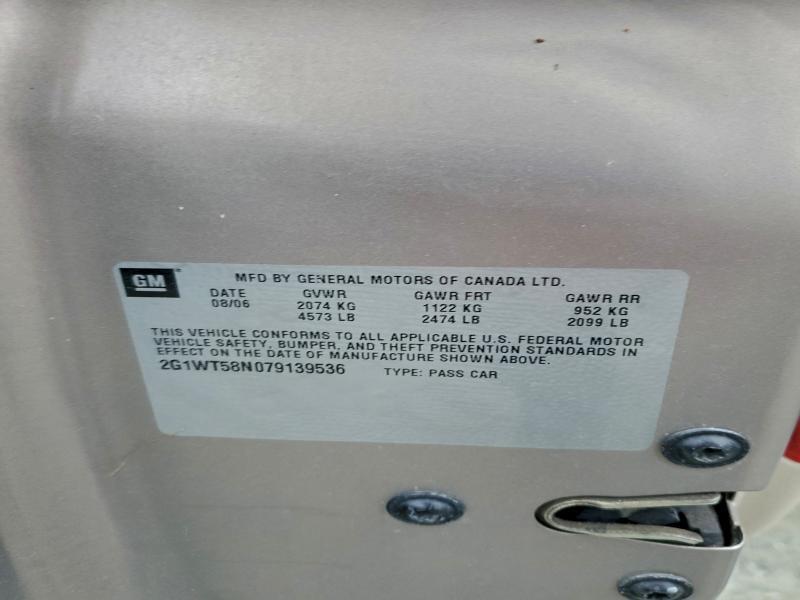 GM
MFD BY GENERAL MOTORS OF CANADA LTD.
DATE GVWR GAWR FRT GAWR RR
08/06 2074 KG 1122 KG 952 KG
4573 LB 2474 LB 2099 LB
THIS VEHICLE CONFORMS TO ALL APPLICABLE U.S. FEDERAL MOTOR
VEHICLE SAFETY, BUMPER, AND THEFT PREVENTION STANDARDS IN
EFFECT ON THE DATE OF MANUFACTURE SHOWN ABOVE.
2G1WT58N079139536 TYPE: PASS CAR